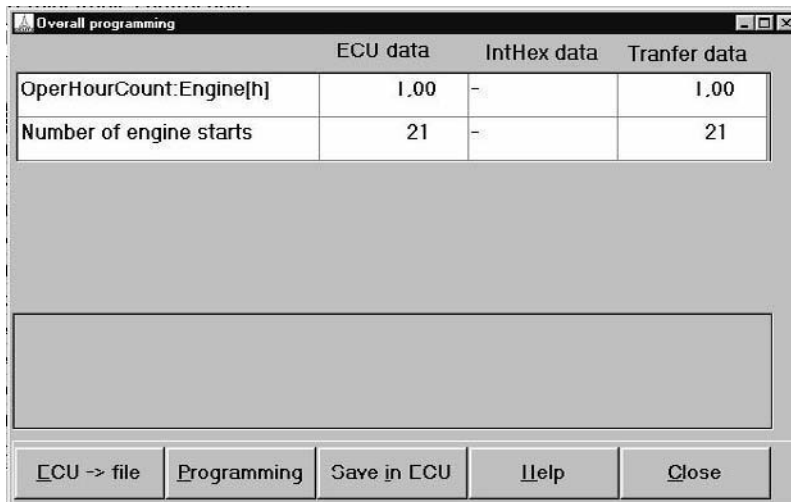 Overall programming
ECU data IntHex data Tranfer data
OperHourCount:Engine[h] 1,00 - 1,00
Number of engine starts 21 - 21
ECU -> file Programming Save in ECU Help Close